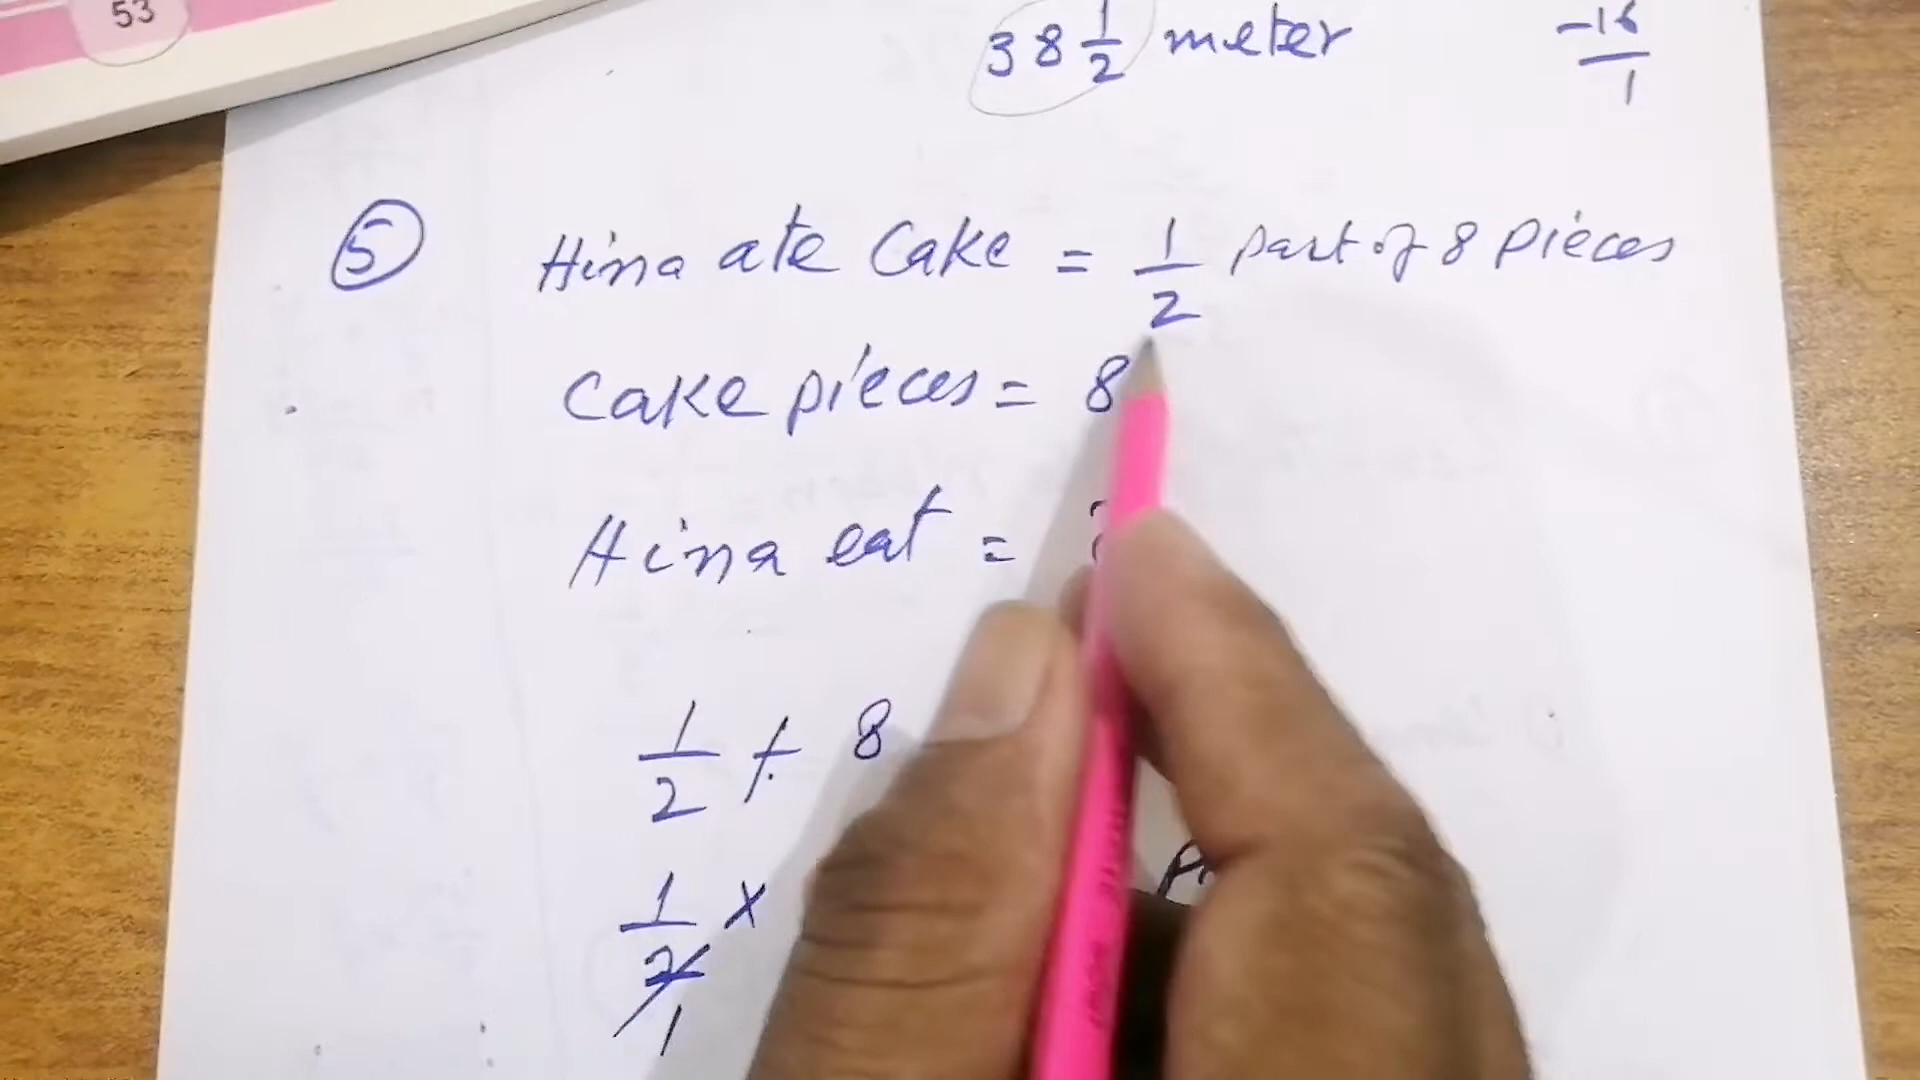 53
38 1/2 meter
-16
1
5 Hina ate Cake = 1/2 part of 8 pieces
Cake pieces = 8
Hina eat =
1/2 ÷ 8
1/2 ×
1